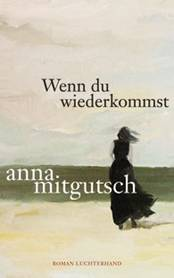 Wenn du
wiederkommst
anna
mitgutsch
ROMAN LUCHTERHAND